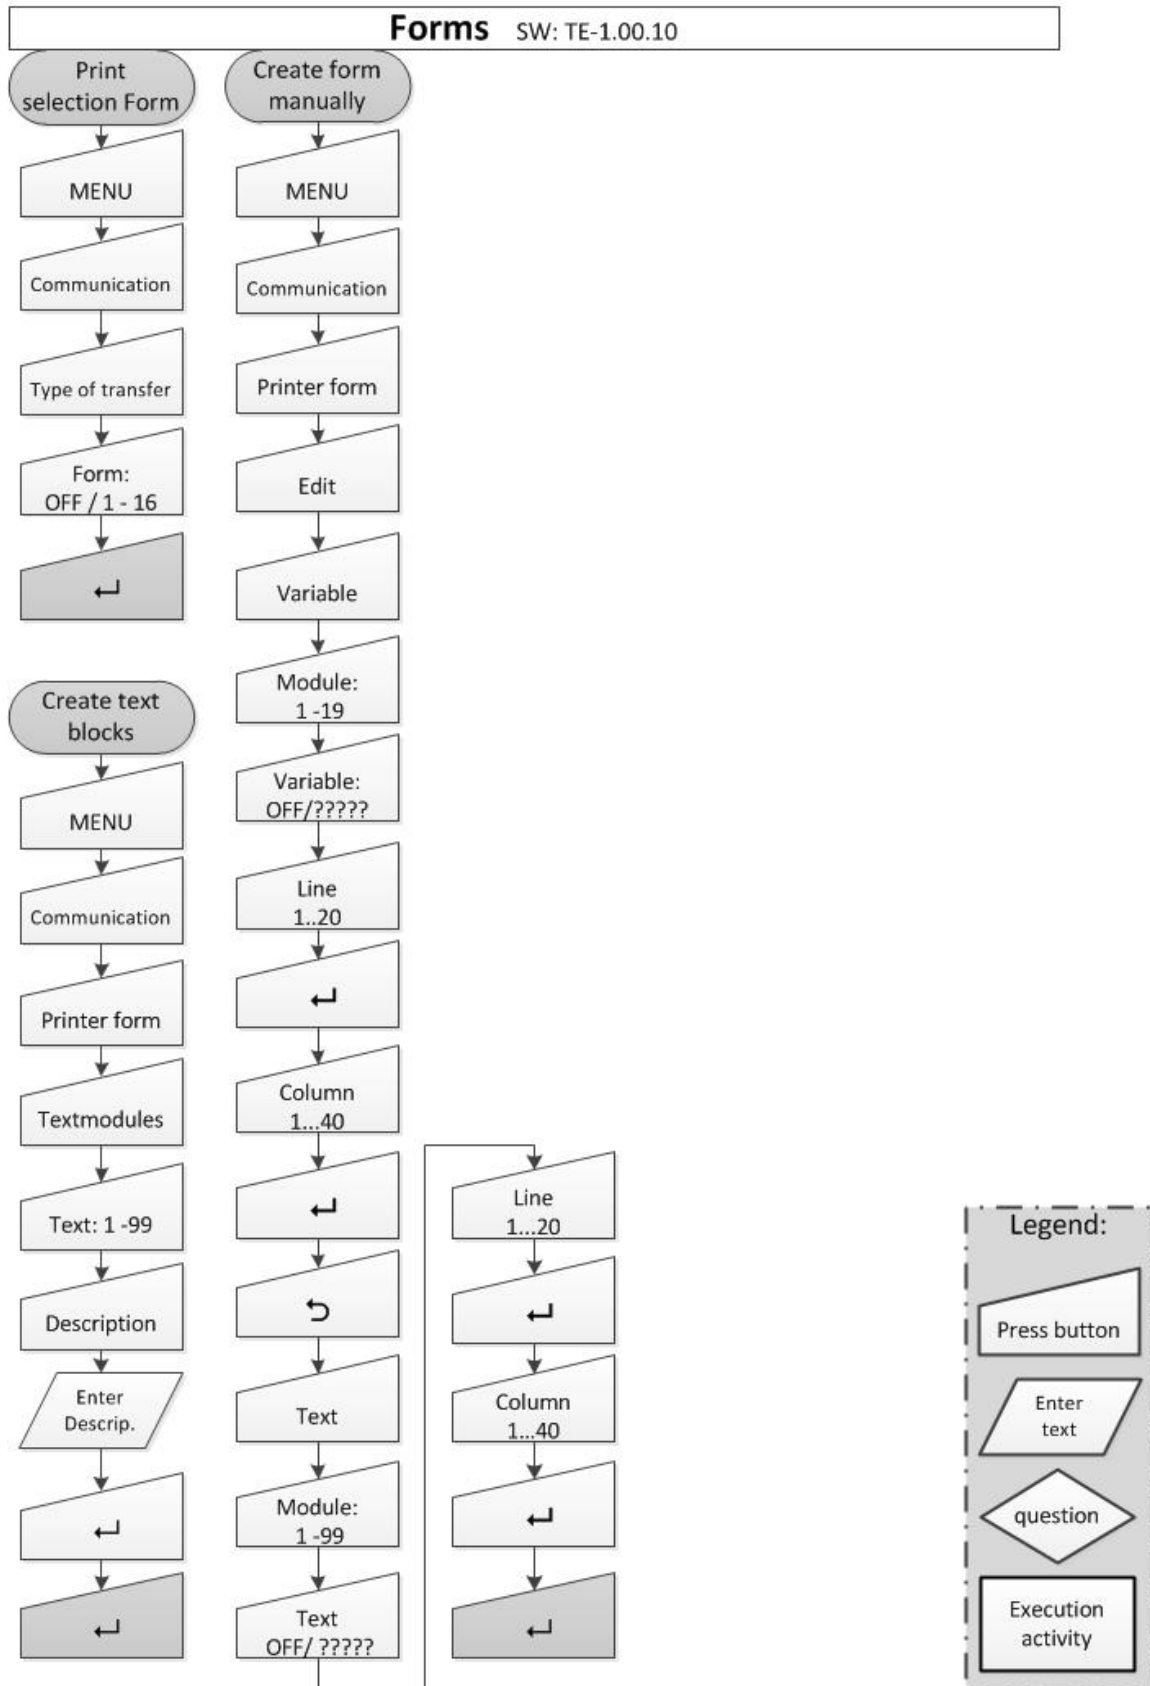 Forms SW: TE-1.00.10
Print
selection Form
MENU
Communication
Type of transfer
Form:
OFF / 1 - 16
↵
Create text
blocks
MENU
Communication
Printer form
Textmodules
Text: 1 -99
Description
Enter
Descrip.
↵
↵
Create form
manually
MENU
Communication
Printer form
Edit
Variable
Module:
1 -19
Variable:
OFF/?????
Line
1..20
↵
Column
1...40
↵
⮌
Text
Module:
1 -99
Text
OFF/ ?????
Line
1...20
↵
Column
1...40
↵
↵
Legend:
Press button
Enter
text
question
Execution
activity